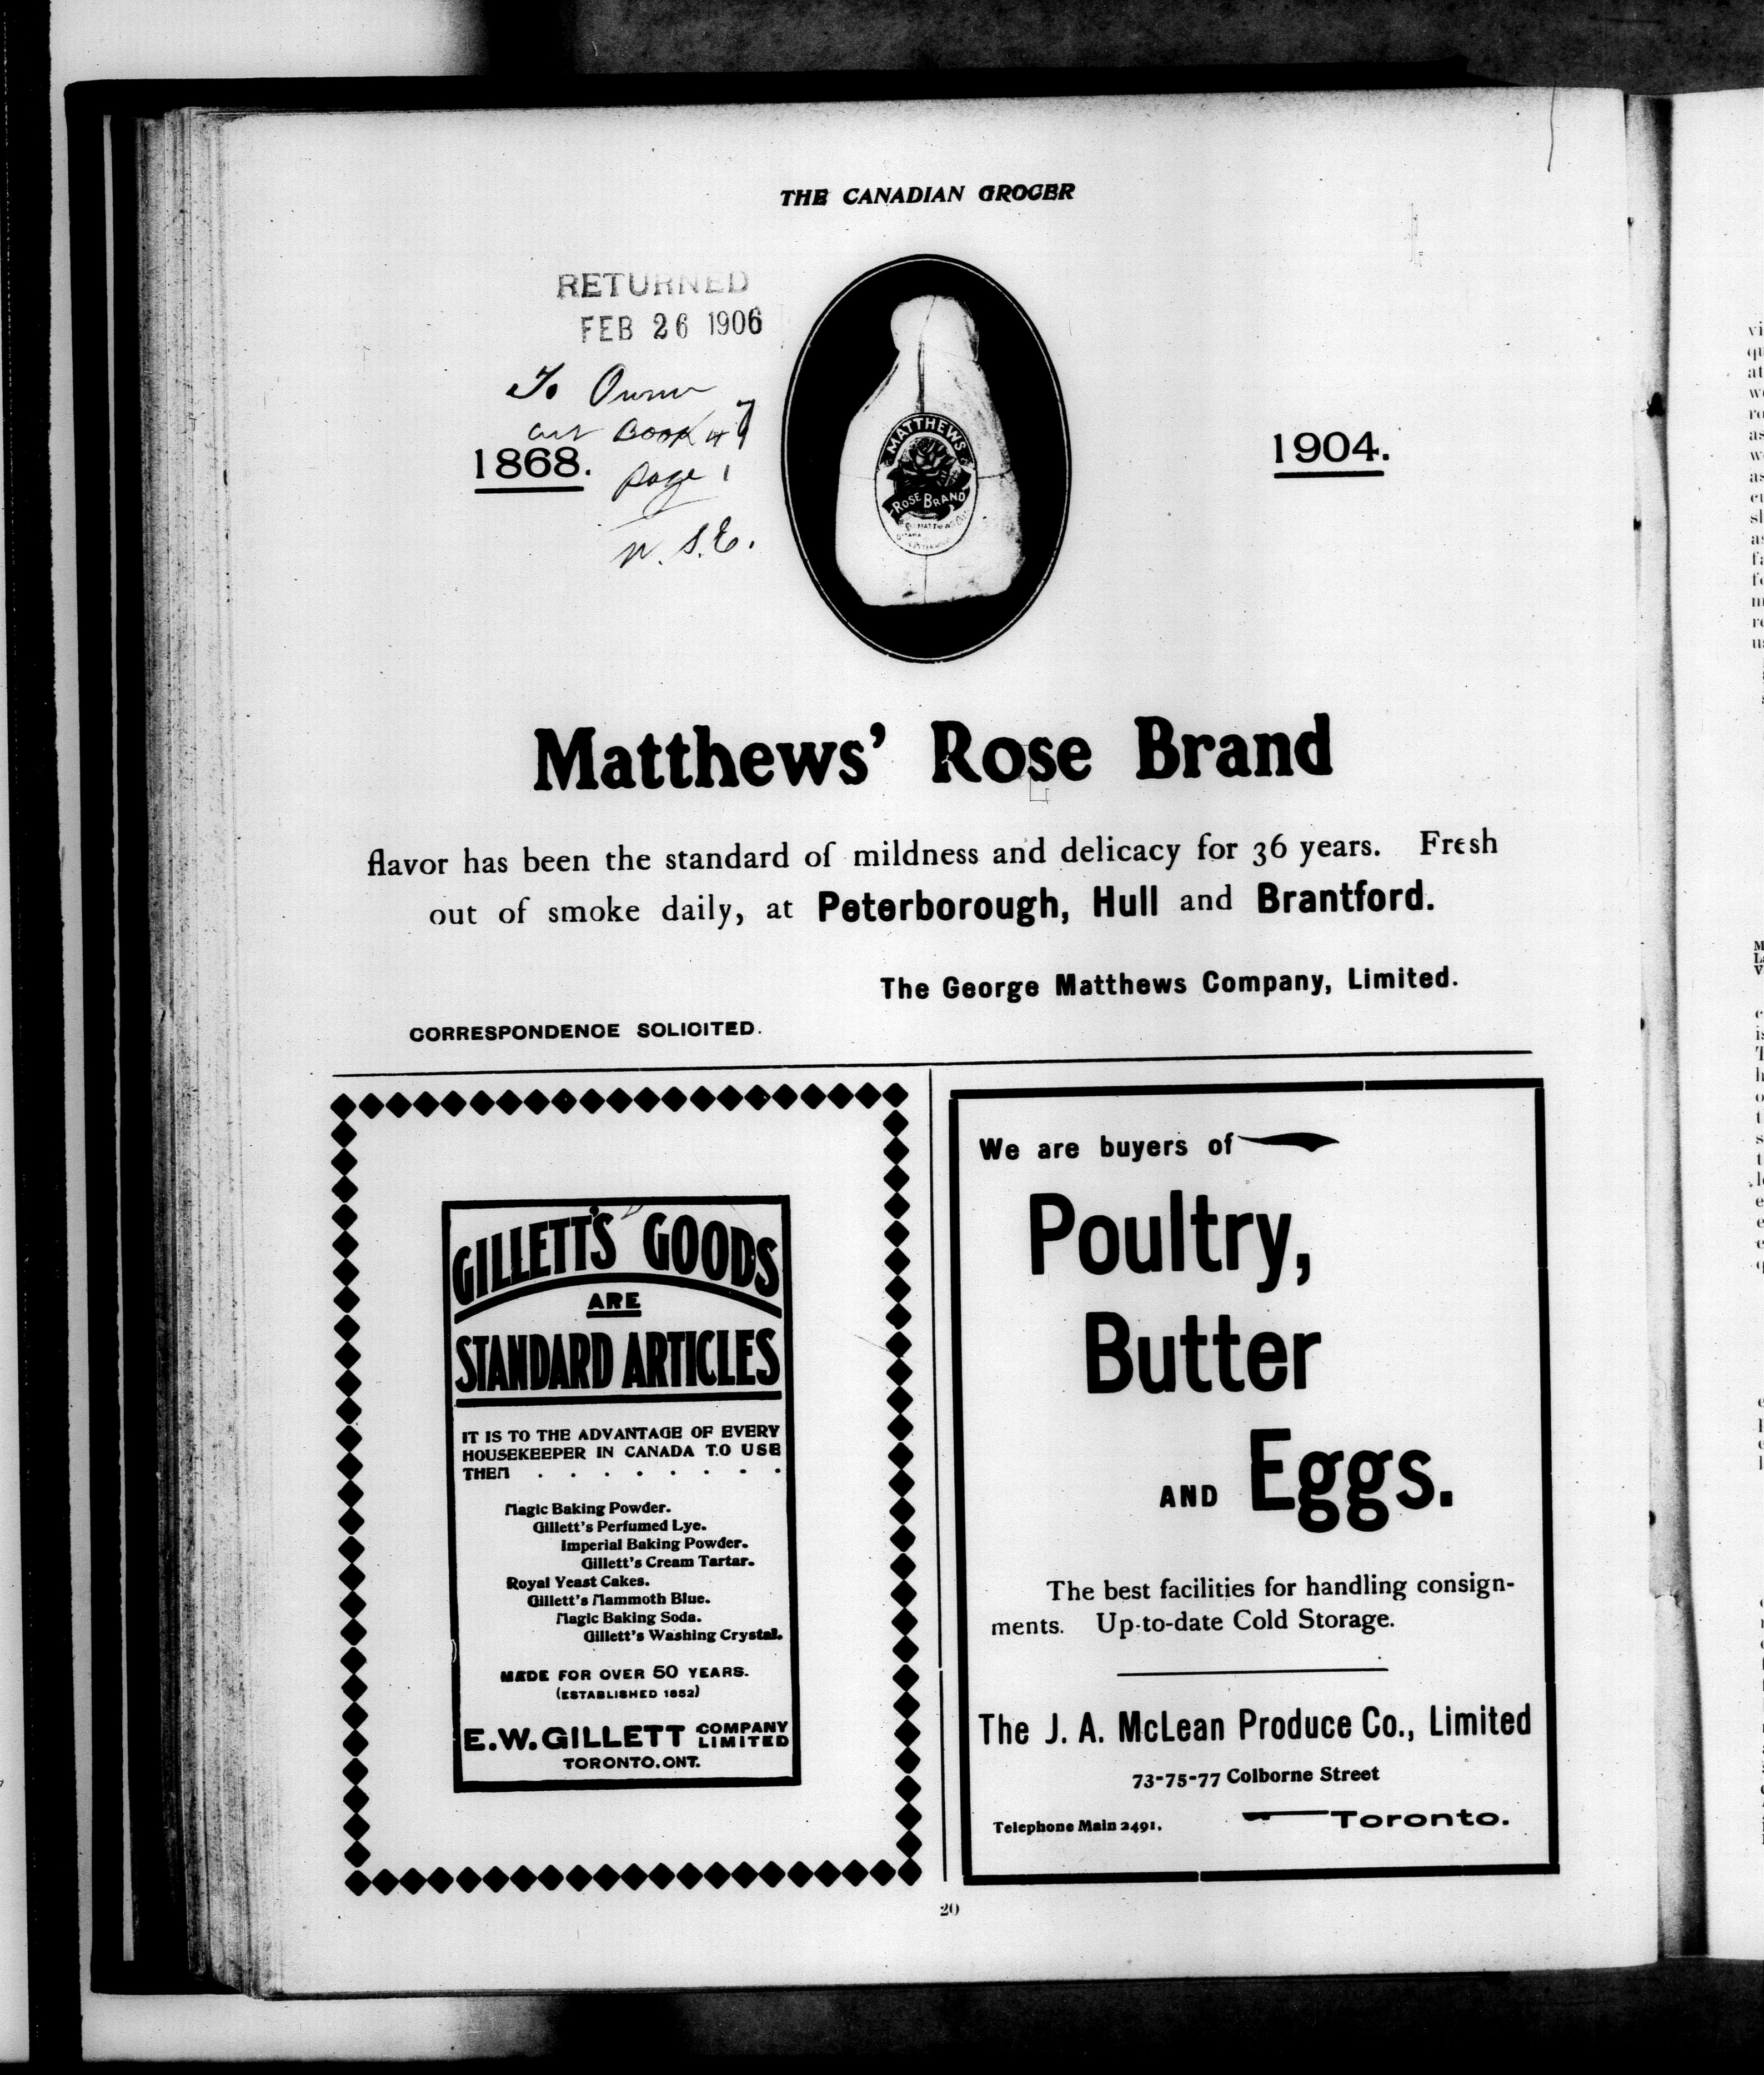 THE CANADIAN GROCER
RETURNED
FEB 26 1906
To Owner
cut Book 47
page 1
1868.
1904.
MATTHEWS
ROSE BRAND
Matthews' Rose Brand
flavor has been the standard of mildness and delicacy for 36 years. Fresh
out of smoke daily, at Peterborough, Hull and Brantford.
The George Matthews Company, Limited.
CORRESPONDENCE SOLICITED.
GILLETT'S GOODS
ARE
STANDARD ARTICLES
IT IS TO THE ADVANTAGE OF EVERY
HOUSEKEEPER IN CANADA TO USE
THEM . . . . . . . .
Magic Baking Powder.
Gillett's Perfumed Lye.
Imperial Baking Powder.
Gillett's Cream Tartar.
Royal Yeast Cakes.
Gillett's Mammoth Blue.
Magic Baking Soda.
Gillett's Washing Crystal.
MADE FOR OVER 50 YEARS.
(ESTABLISHED 1852)
E.W. GILLETT COMPANY LIMITED
TORONTO, ONT.
We are buyers of
Poultry,
Butter
AND Eggs.
The best facilities for handling consign-
ments. Up-to-date Cold Storage.
The J. A. McLean Produce Co., Limited
73-75-77 Colborne Street
Telephone Main 2491.
Toronto.
20